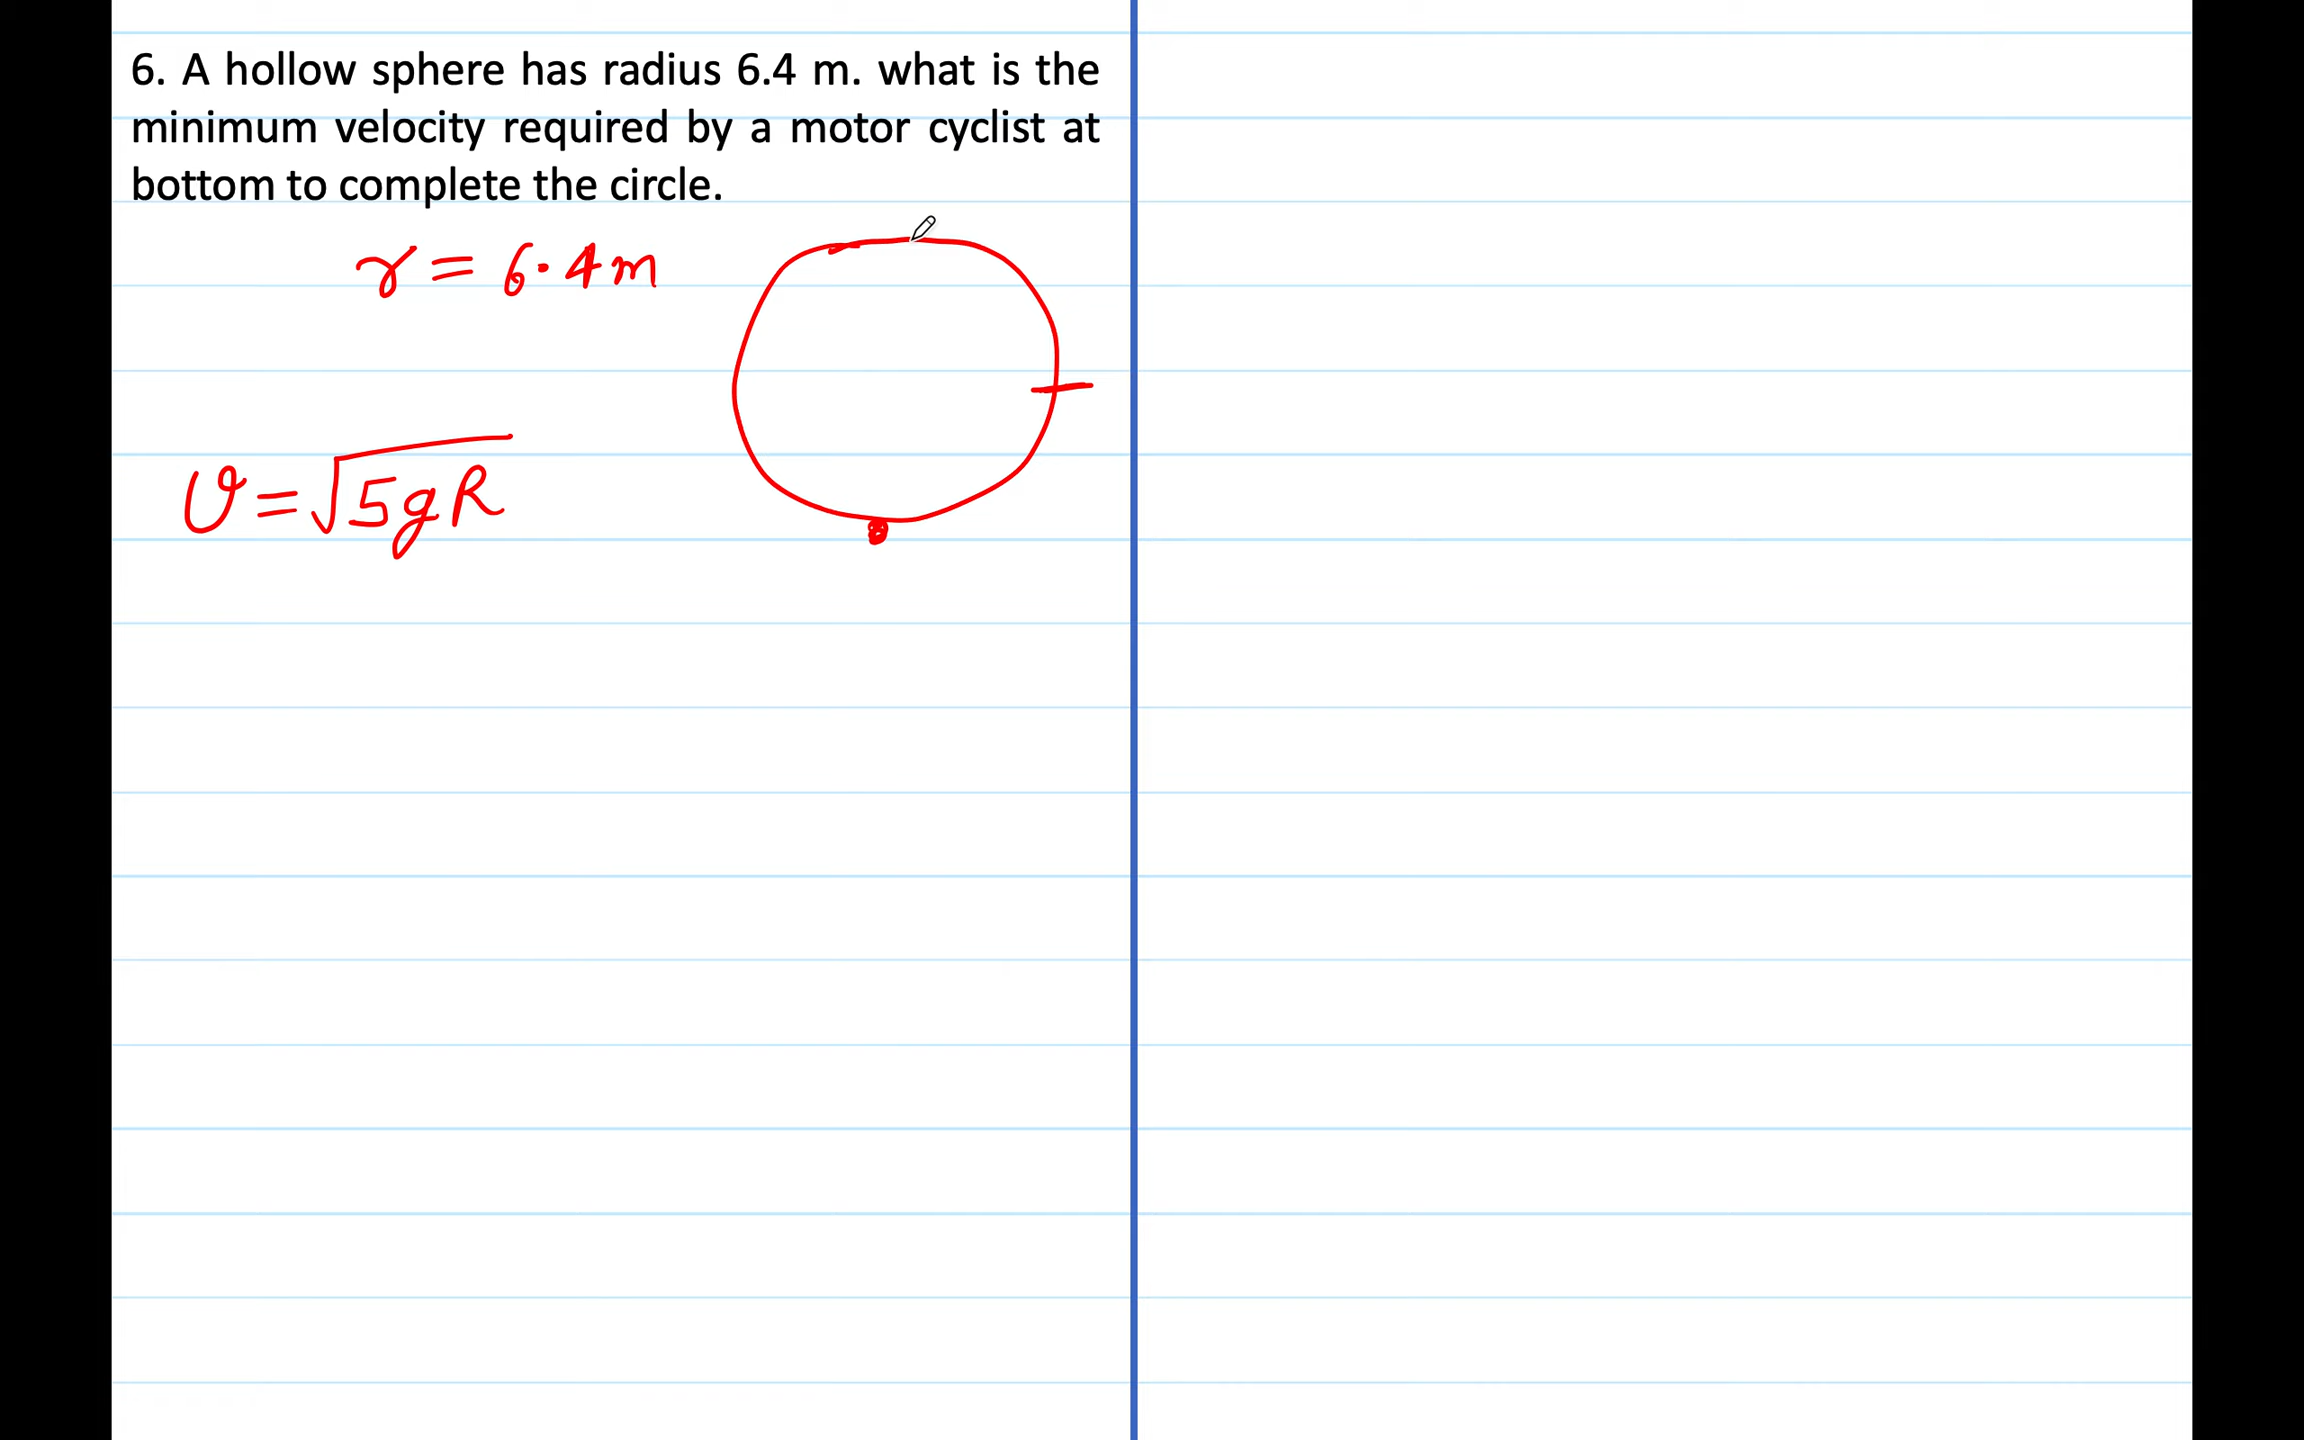 6. A hollow sphere has radius 6.4 m. what is the
minimum velocity required by a motor cyclist at
bottom to complete the circle.
r = 6.4 m
v = √5gR